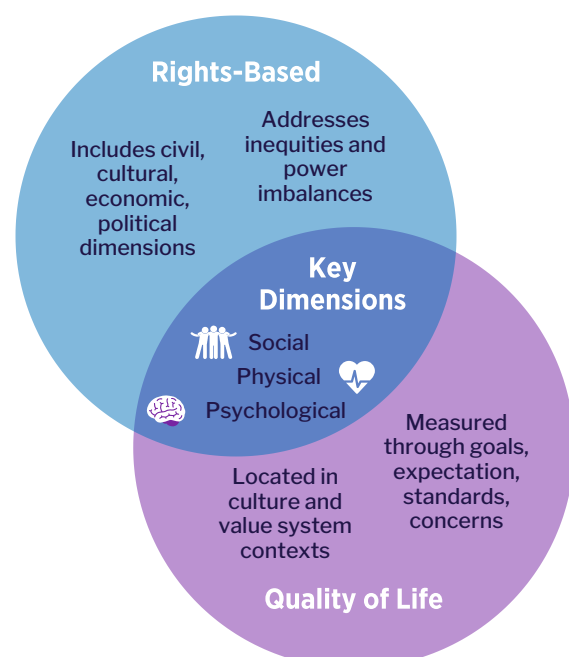 Rights-Based
Includes civil,
cultural,
economic,
political
dimensions
Addresses
inequities and
power
imbalances
Key
Dimensions
Social
Physical
Psychological
Located in
culture and
value system
contexts
Measured
through goals,
expectation,
standards,
concerns
Quality of Life